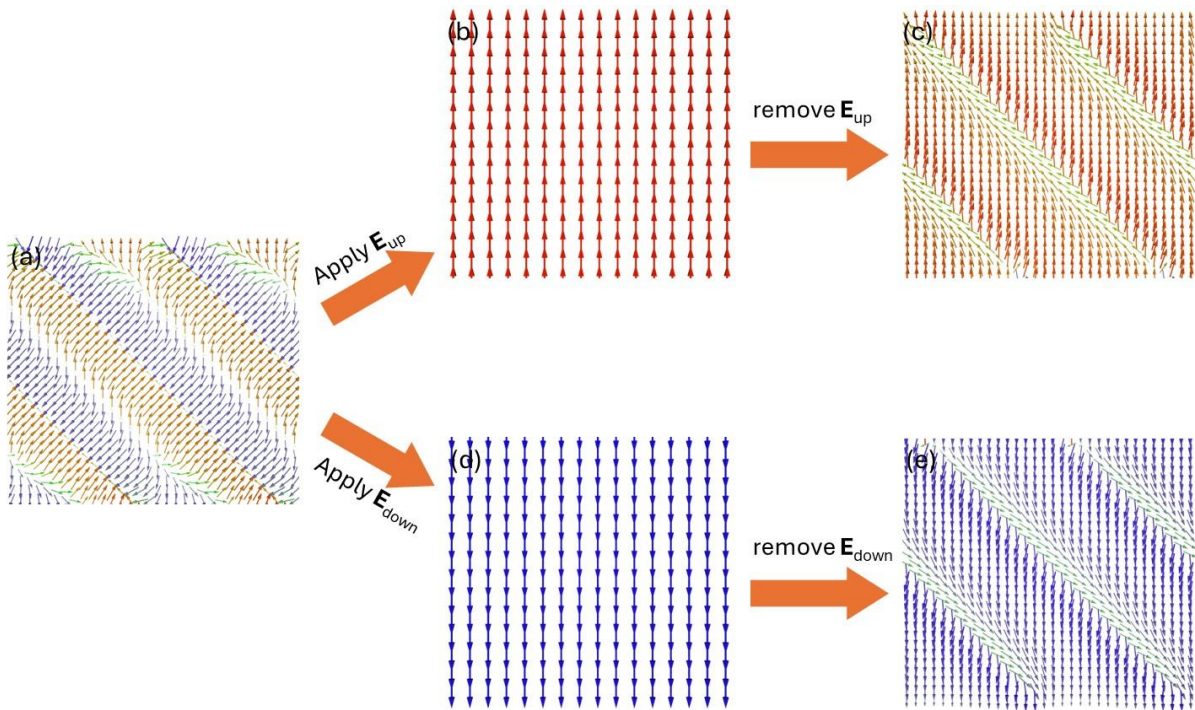 (a)
Apply E_up
(b)
remove E_up
(c)
Apply E_down
(d)
remove E_down
(e)